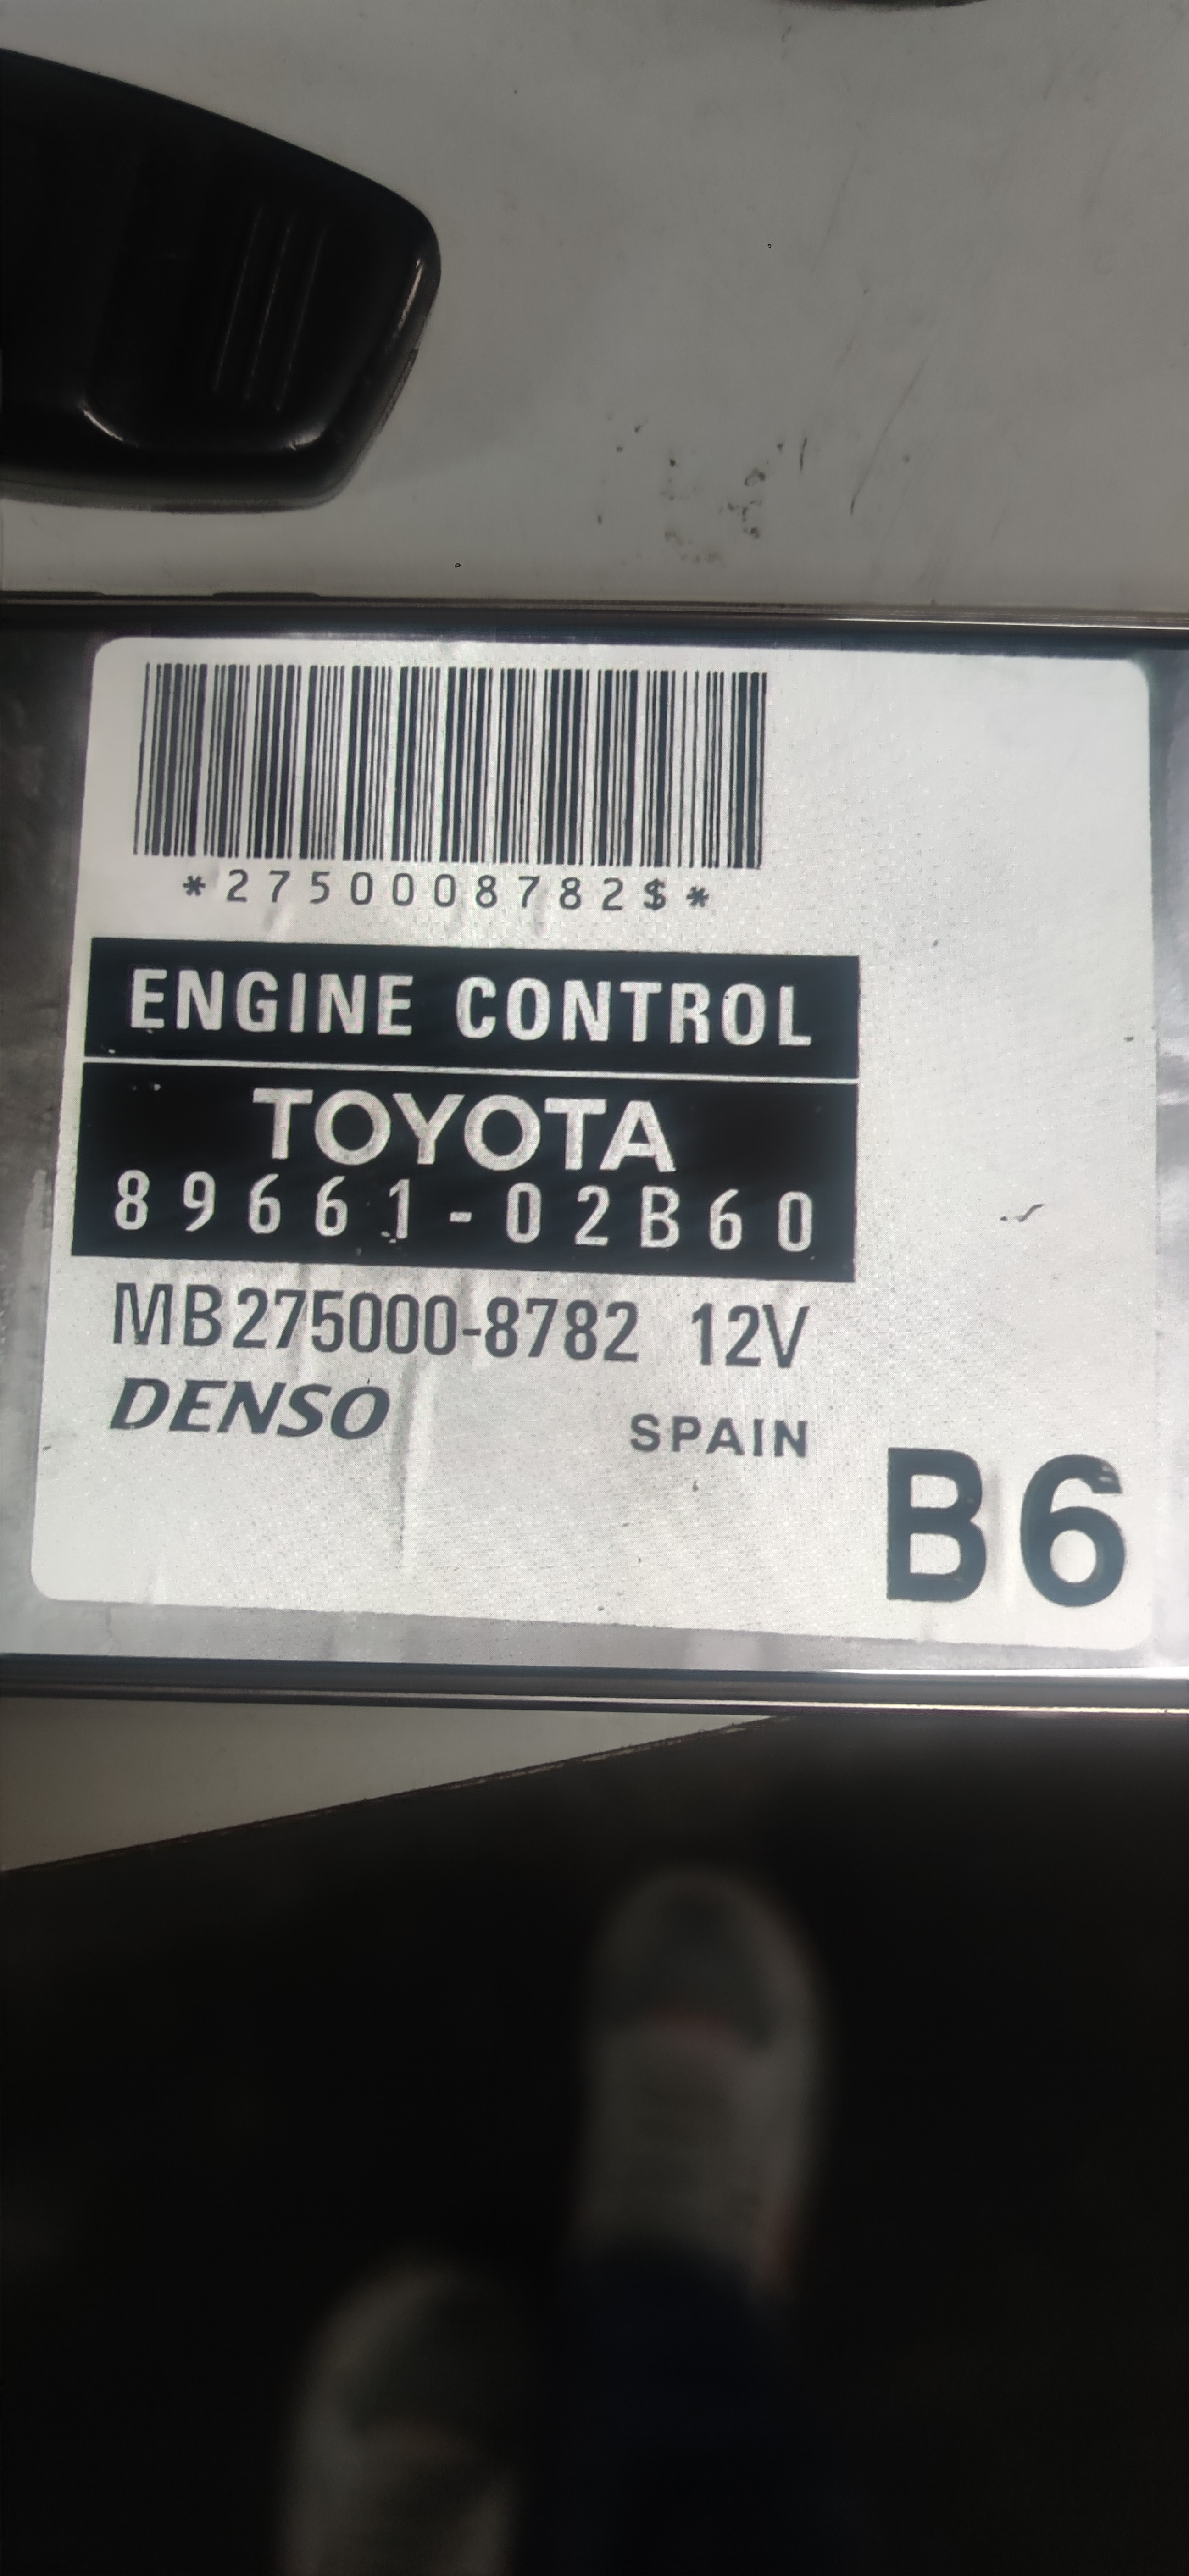 *2750008782$*
ENGINE CONTROL
TOYOTA
89661-02B60
MB275000-8782 12V
DENSO SPAIN
B6